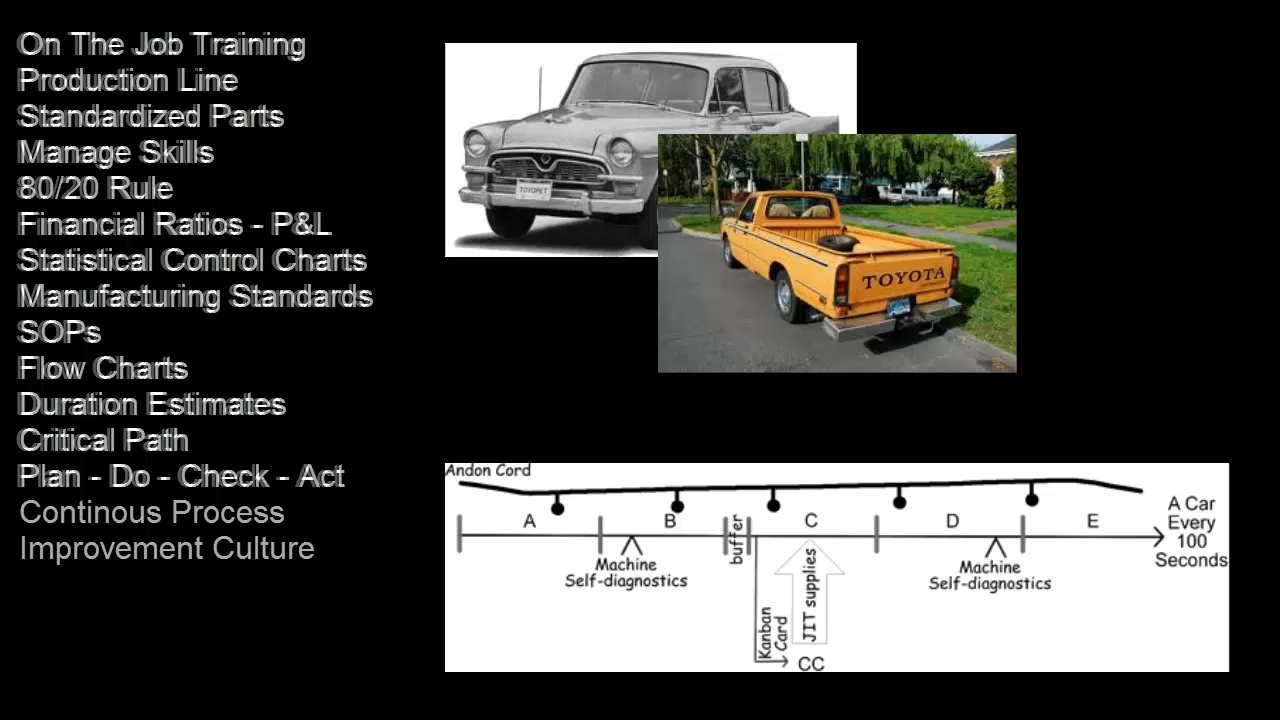 On The Job Training
Production Line
Standardized Parts
Manage Skills
80/20 Rule
Financial Ratios - P&L
Statistical Control Charts
Manufacturing Standards
SOPs
Flow Charts
Duration Estimates
Critical Path
Plan - Do - Check - Act
Continous Process
Improvement Culture
TOYOPET
TOYOTA
Andon Cord
A
B
buffer
C
D
E
A Car
Every
100
Seconds
Machine
Self-diagnostics
Machine
Self-diagnostics
Kanban
Card
JIT supplies
CC